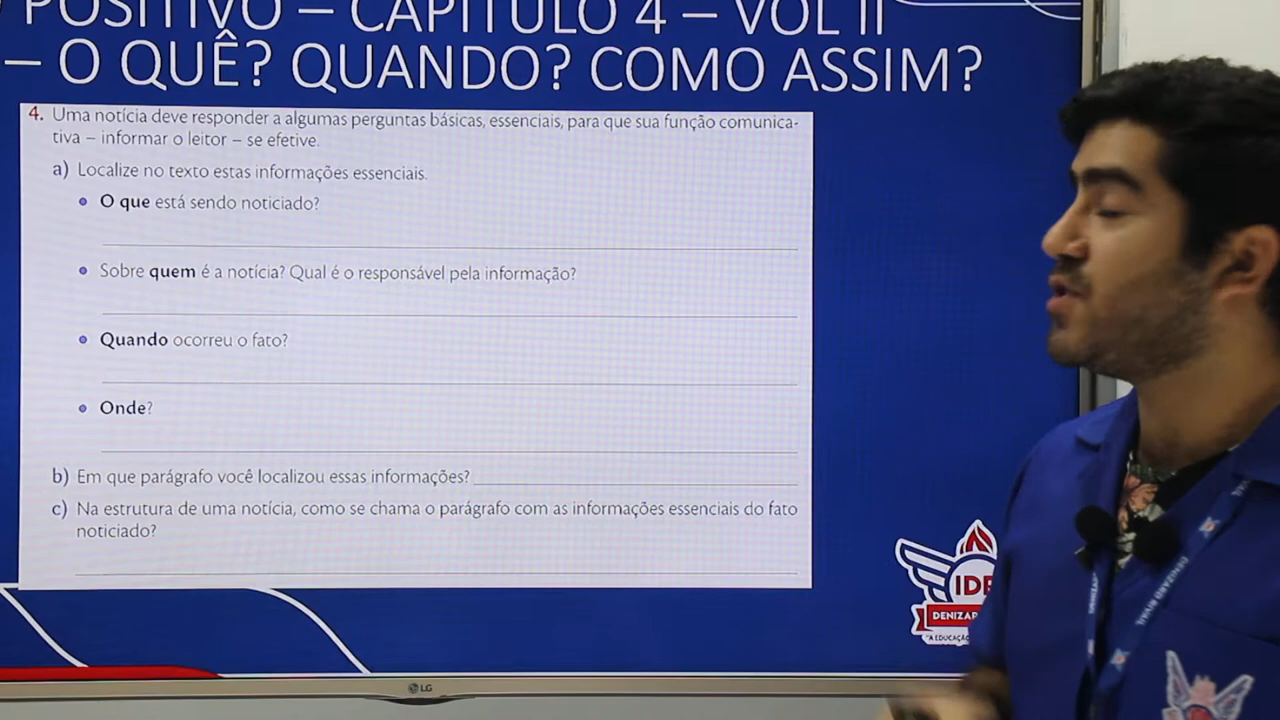 POSITIVO – CAPÍTULO 4 – VOL II
– O QUÊ? QUANDO? COMO ASSIM?
4. Uma notícia deve responder a algumas perguntas básicas, essenciais, para que sua função comunica-
tiva – informar o leitor – se efetive.
a) Localize no texto estas informações essenciais.
• O que está sendo noticiado?
• Sobre quem é a notícia? Qual é o responsável pela informação?
• Quando ocorreu o fato?
• Onde?
b) Em que parágrafo você localizou essas informações?
c) Na estrutura de uma notícia, como se chama o parágrafo com as informações essenciais do fato
noticiado?
"A EDUCAÇÃO
LG